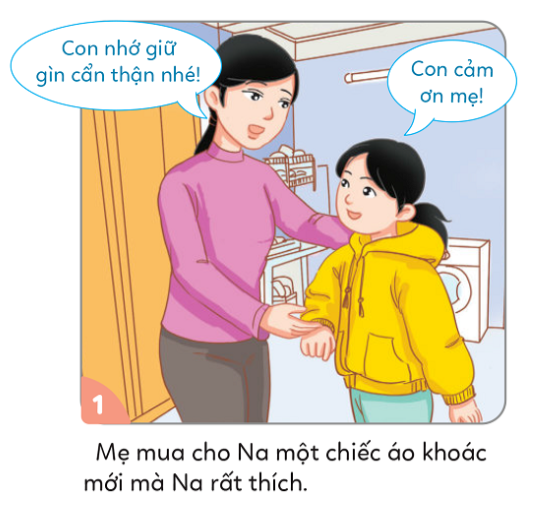 Con nhớ giữ
gìn cẩn thận nhé!
Con cảm
ơn mẹ!
1
Mẹ mua cho Na một chiếc áo khoác
mới mà Na rất thích.